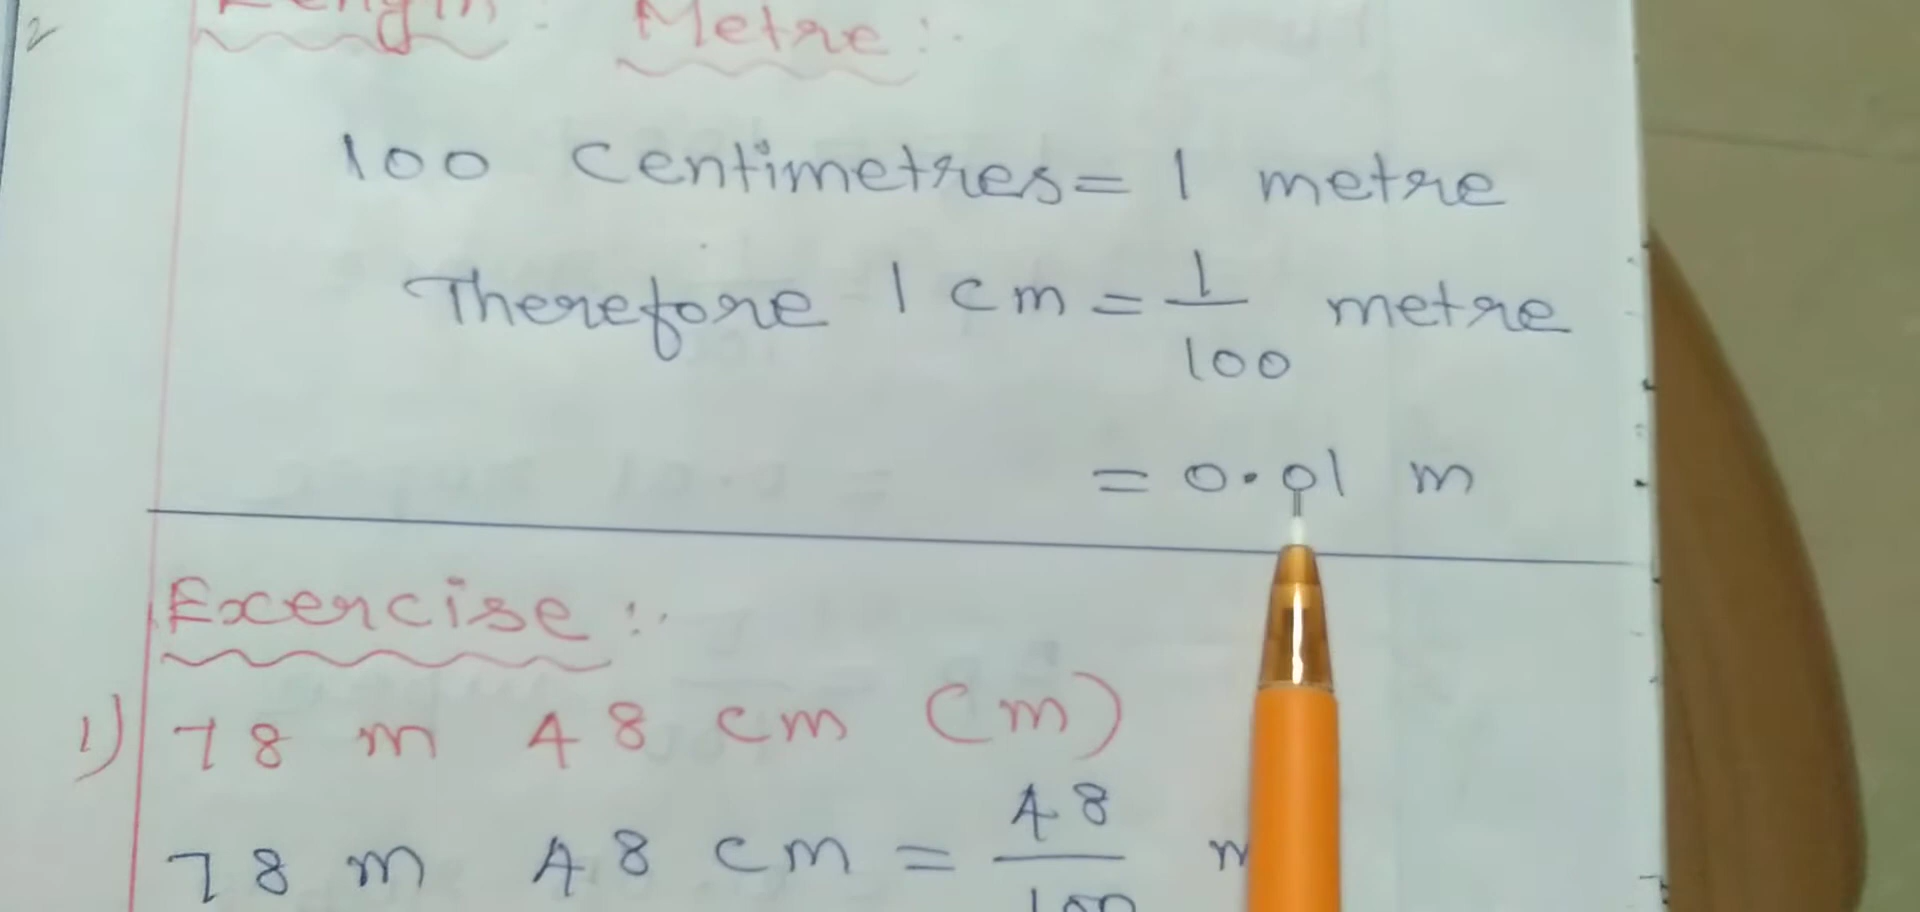 Length : Metre :-
100 Centimetres = 1 metre
Therefore 1 cm = 1/100 metre
= 0.01 m
Exercise :-
1) 78 m 48 cm (m)
78 m 48 cm = 48/100 m